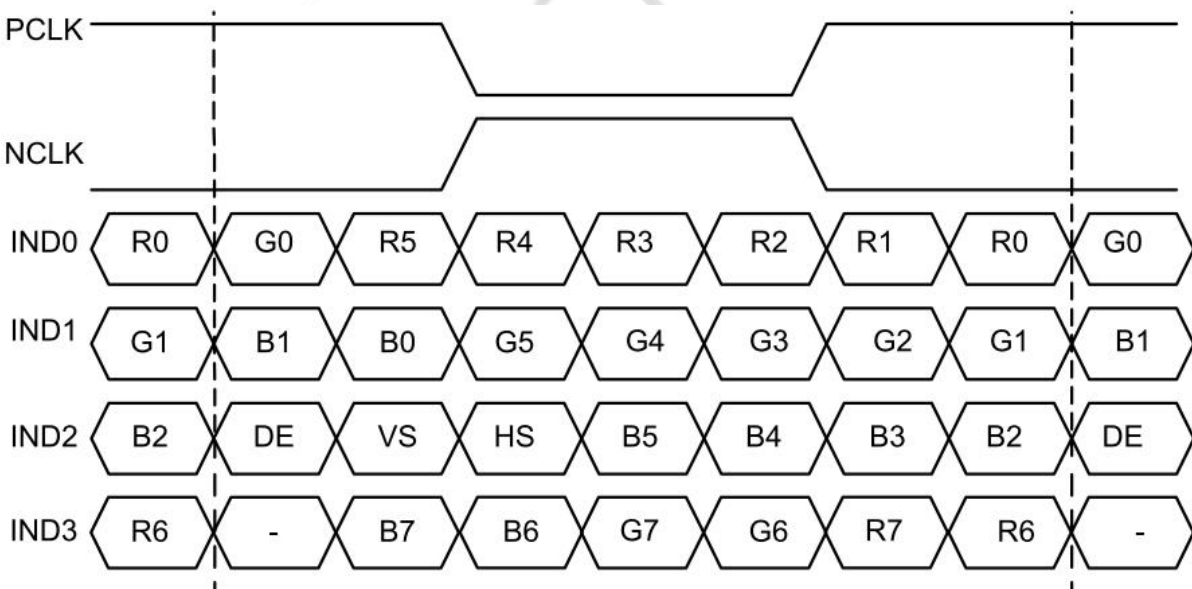 PCLK
NCLK
IND0 R0 G0 R5 R4 R3 R2 R1 R0 G0
IND1 G1 B1 B0 G5 G4 G3 G2 G1 B1
IND2 B2 DE VS HS B5 B4 B3 B2 DE
IND3 R6 - B7 B6 G7 G6 R7 R6 -